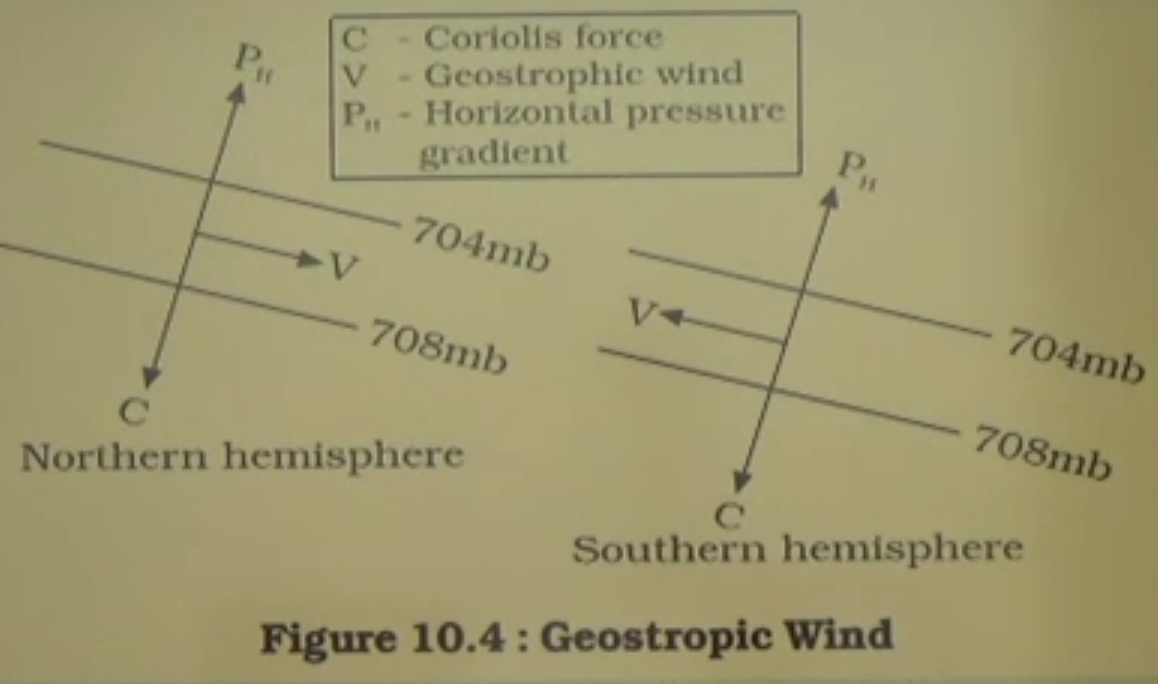 C - Coriolis force
V - Geostrophic wind
P_H - Horizontal pressure
gradient
P_H
704mb
V
708mb
C
Northern hemisphere
P_H
V
704mb
708mb
C
Southern hemisphere
Figure 10.4 : Geostropic Wind